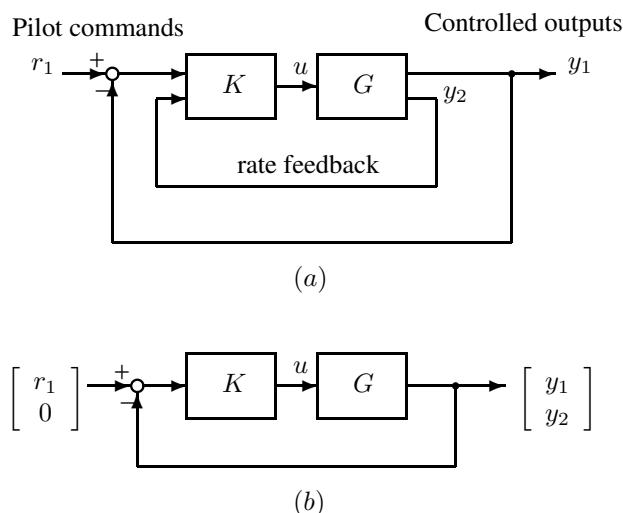 Pilot commands Controlled outputs
r₁ + − K u G y₁
y₂
rate feedback
(a)
[ r₁ 0 ] + − K u G [ y₁ y₂ ]
(b)